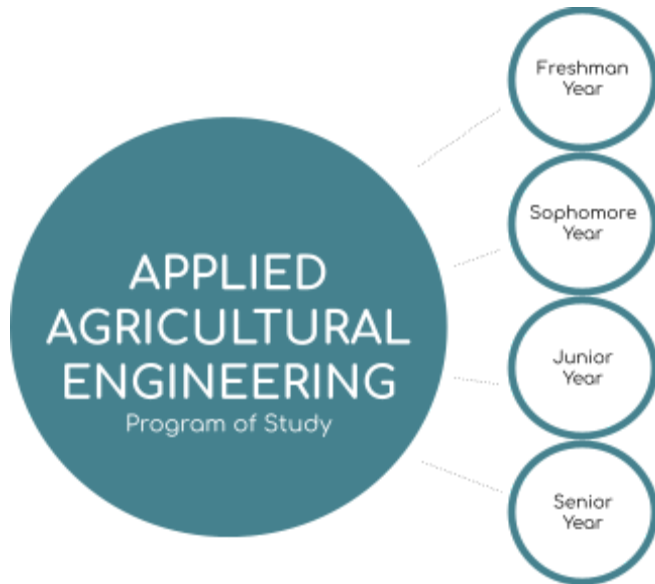 APPLIED
AGRICULTURAL
ENGINEERING
Program of Study
Freshman
Year
Sophomore
Year
Junior
Year
Senior
Year